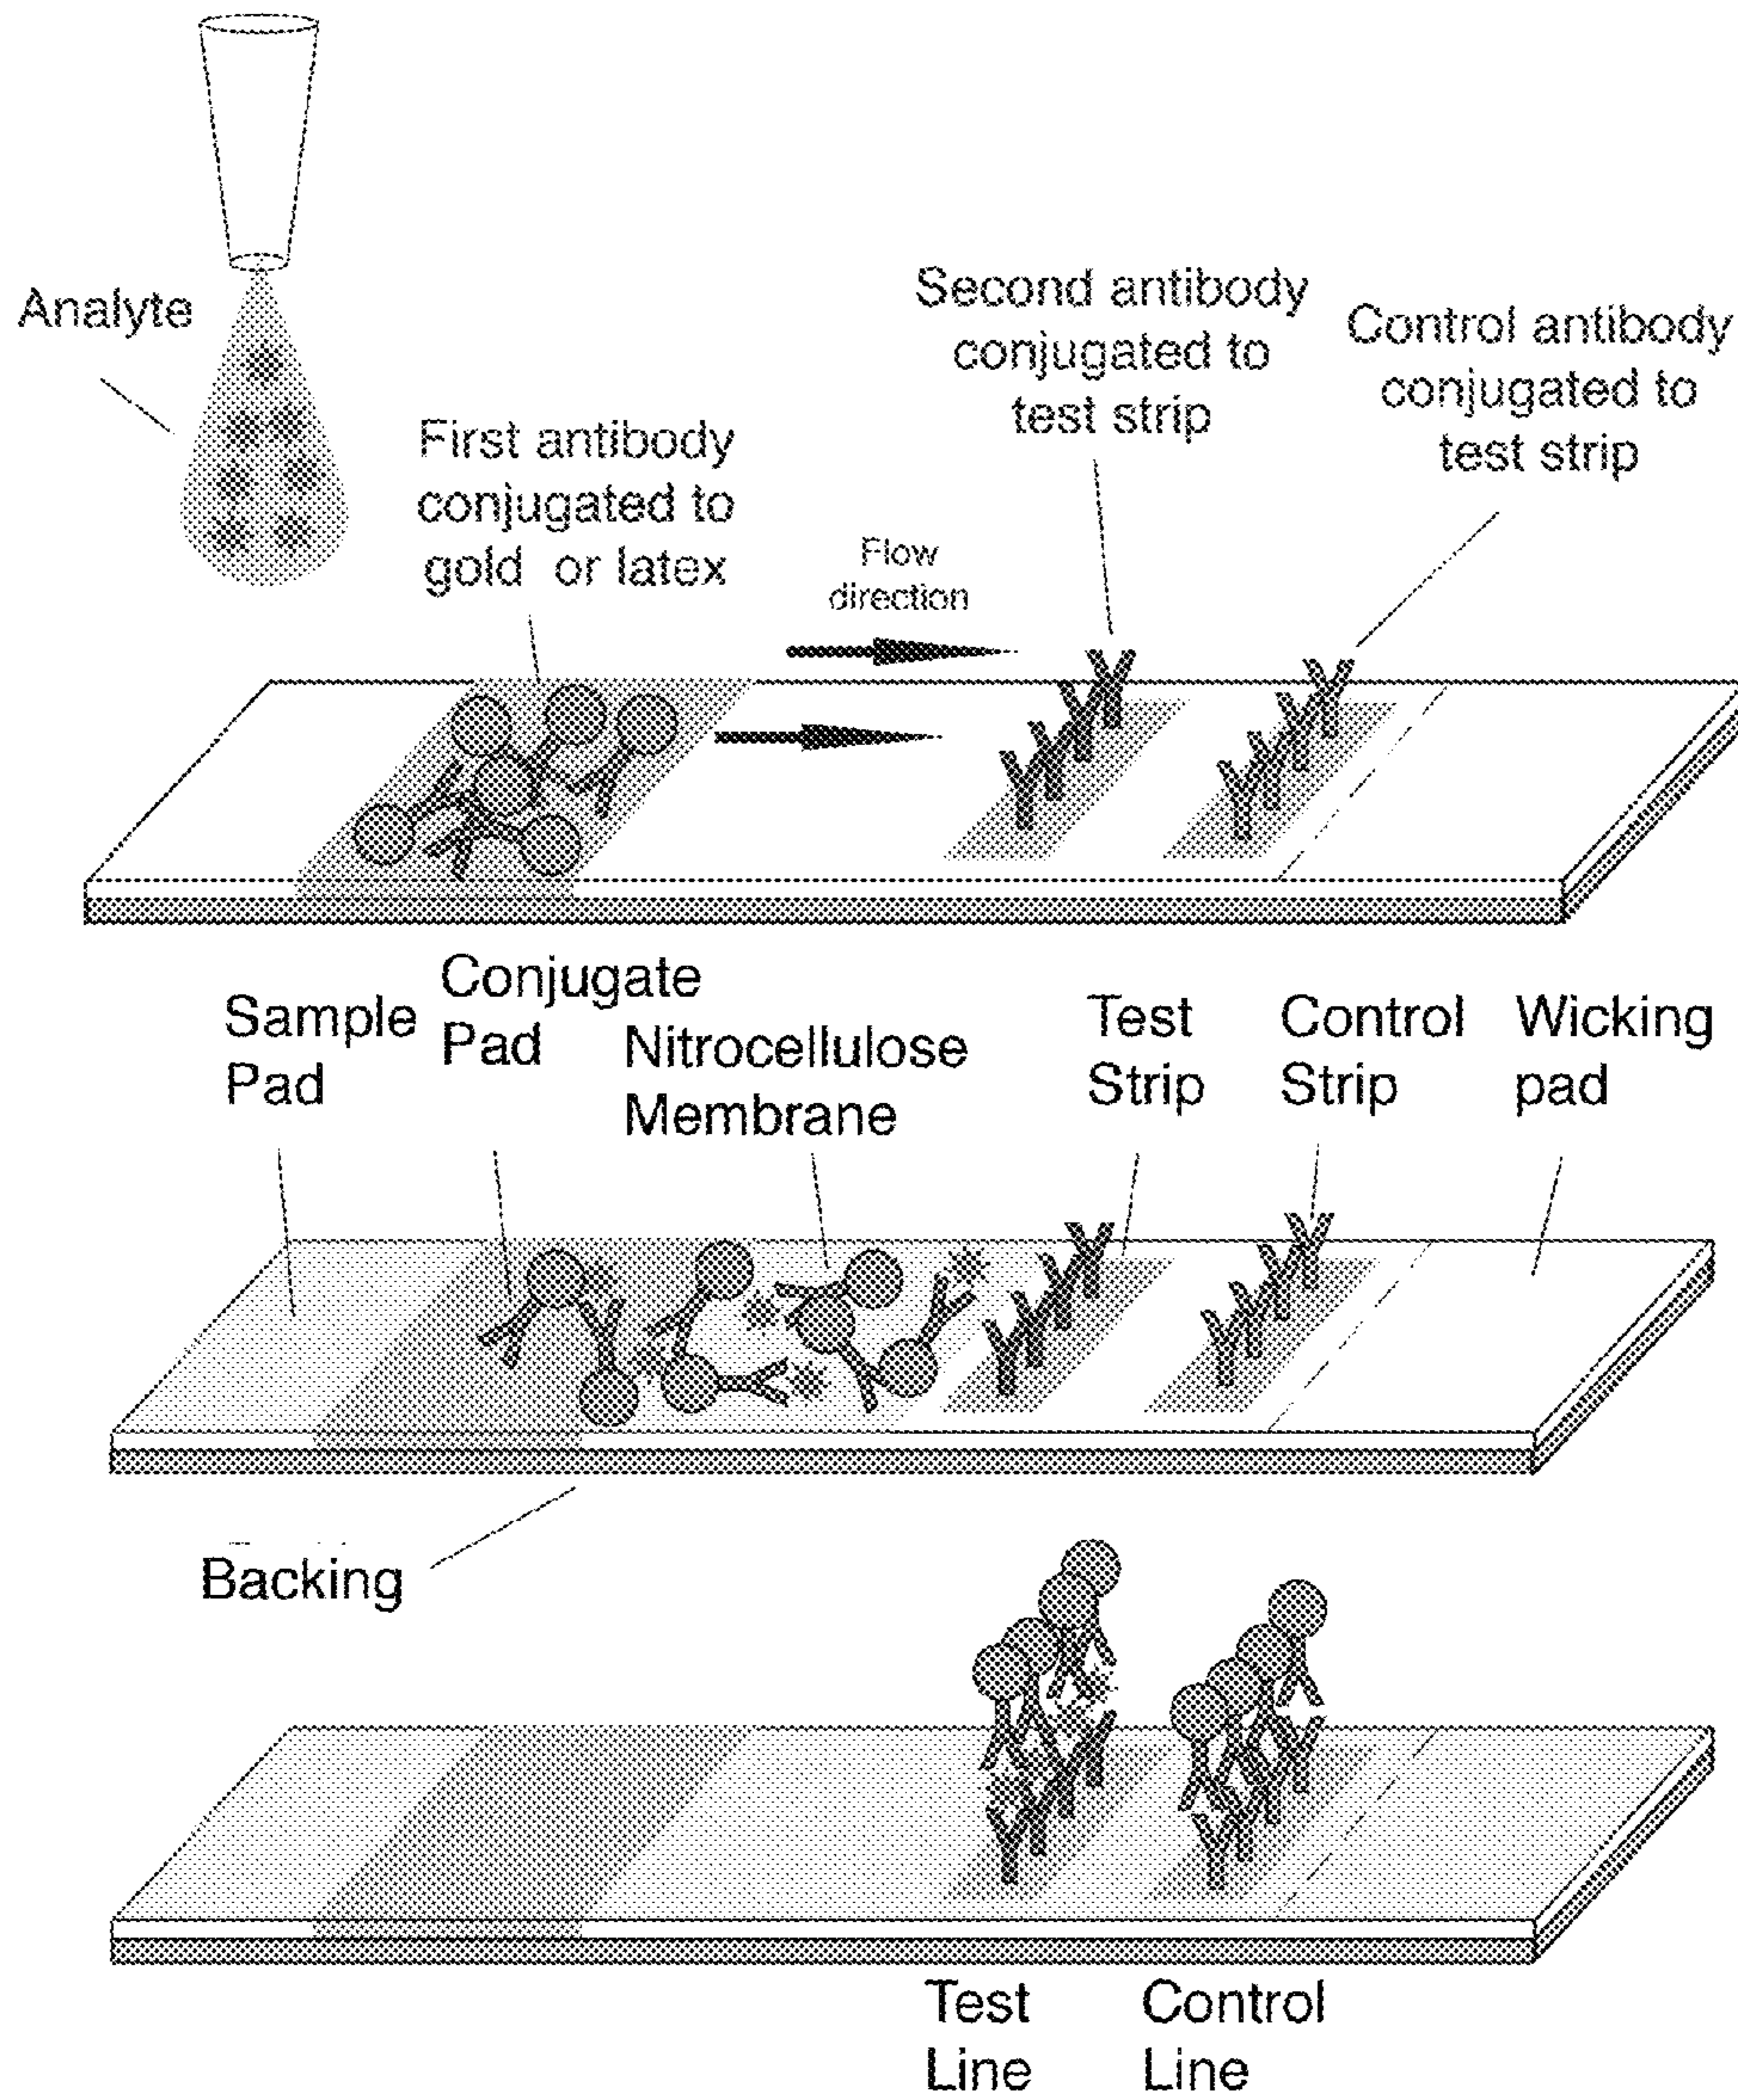 Analyte
First antibody
conjugated to
gold or latex
Flow
direction
Second antibody
conjugated to
test strip
Control antibody
conjugated to
test strip
Sample
Pad
Conjugate
Pad
Nitrocellulose
Membrane
Test
Strip
Control
Strip
Wicking
pad
Backing
Test
Line
Control
Line